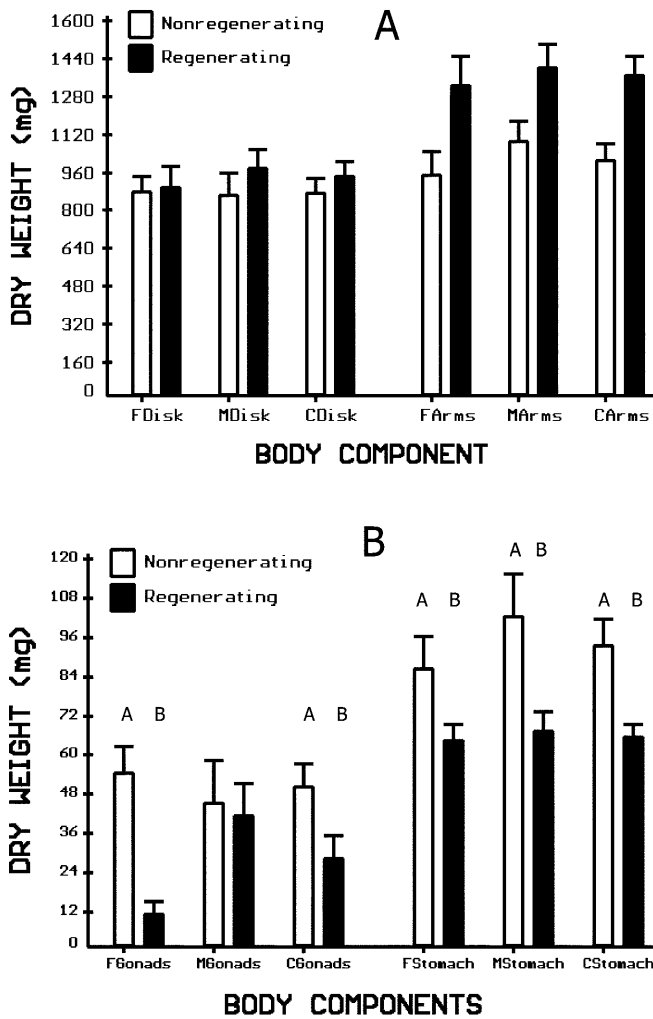 A
Nonregenerating
Regenerating
1600
1440
1280
1120
960
800
640
480
320
160
0
DRY WEIGHT (mg)
FDisk MDisk CDisk FArms MArms CArms
BODY COMPONENT
B
Nonregenerating
Regenerating
120
108
96
84
72
60
48
36
24
12
0
DRY WEIGHT (mg)
A B A B A B A B A B
FGonads MGonads CGonads FStomach MStomach CStomach
BODY COMPONENTS